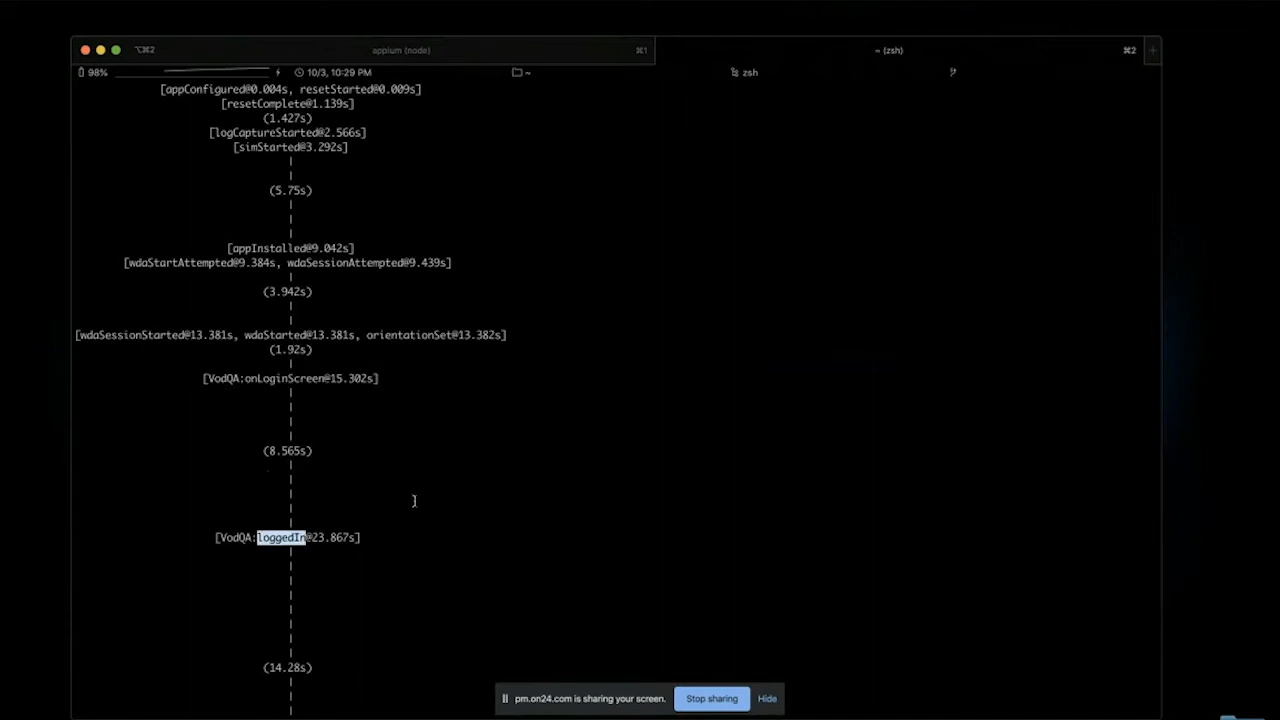 ⌥⌘2
appium (node)
⌘1
~ (zsh)
⌘2
98%
10/3, 10:29 PM
~
zsh
[appConfigured@0.004s, resetStarted@0.009s]
[resetComplete@1.139s]
(1.427s)
[logCaptureStarted@2.566s]
[simStarted@3.292s]
(5.75s)
[appInstalled@9.042s]
[wdaStartAttempted@9.384s, wdaSessionAttempted@9.439s]
(3.942s)
[wdaSessionStarted@13.381s, wdaStarted@13.381s, orientationSet@13.382s]
(1.92s)
[VodQA:onLoginScreen@15.302s]
(8.565s)
[VodQA:loggedIn@23.867s]
(14.28s)
pm.on24.com is sharing your screen.
Stop sharing
Hide